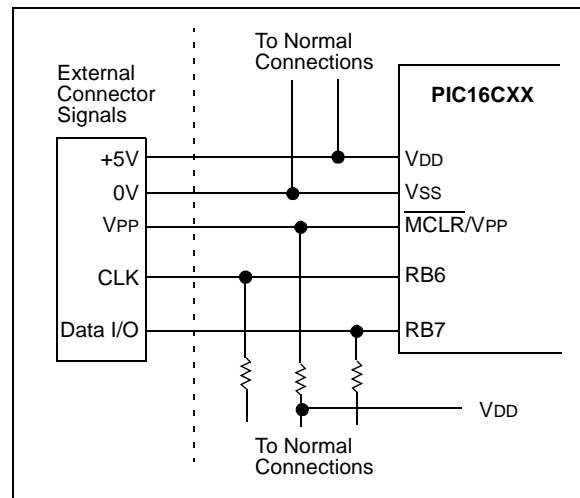 To Normal
Connections
External
Connector
Signals
PIC16CXX
+5V
VDD
0V
VSS
VPP
MCLR/VPP
CLK
RB6
Data I/O
RB7
VDD
To Normal
Connections